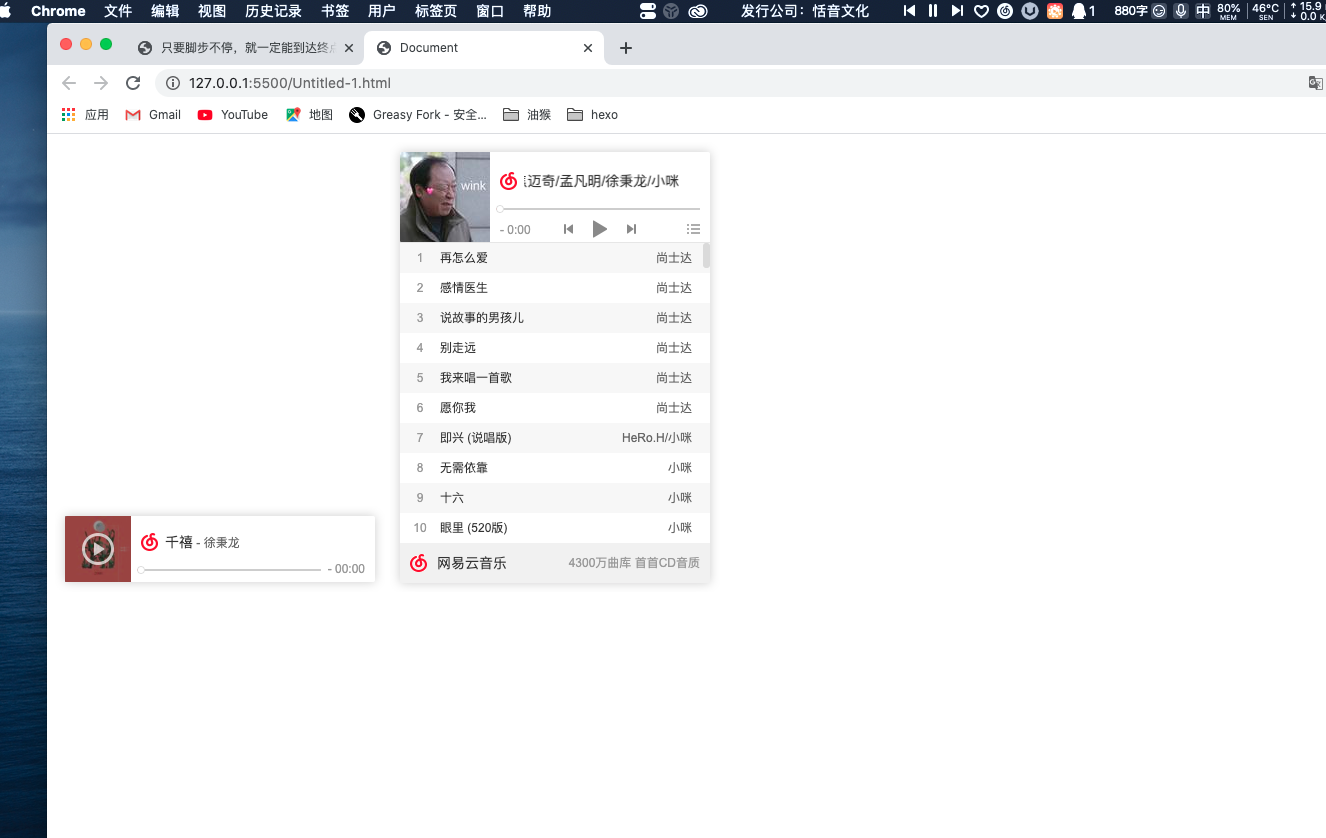 Chrome 文件 编辑 视图 历史记录 书签 用户 标签页 窗口 帮助 发行公司：恬音文化 1 880字 中 80% MEM 46°C SEN 15.9 0.0 K
只要脚步不停，就一定能到达终
Document
127.0.0.1:5500/Untitled-1.html
应用 Gmail YouTube 地图 Greasy Fork - 安全... 油猴 hexo
wink
迈奇/孟凡明/徐秉龙/小咪
- 0:00
1 再怎么爱 尚士达
2 感情医生 尚士达
3 说故事的男孩儿 尚士达
4 别走远 尚士达
5 我来唱一首歌 尚士达
6 愿你我 尚士达
7 即兴 (说唱版) HeRo.H/小咪
8 无需依靠 小咪
9 十六 小咪
10 眼里 (520版) 小咪
网易云音乐 4300万曲库 首首CD音质
千禧 - 徐秉龙
- 00:00